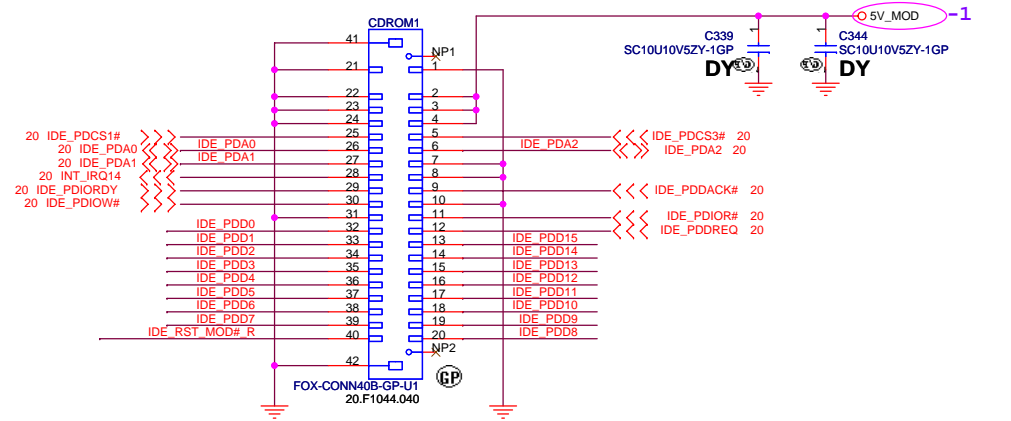 CDROM1
5V_MOD -1
C339
SC10U10V5ZY-1GP
1
DY
C344
SC10U10V5ZY-1GP
1
DY
41
NP1
21 1
22 2
23 3
24 4
20 IDE_PDCS1# 25 5 IDE_PDCS3# 20
20 IDE_PDA0 IDE_PDA0 26 6 IDE_PDA2 IDE_PDA2 20
20 IDE_PDA1 IDE_PDA1 27 7
20 INT_IRQ14 28 8
20 IDE_PDIORDY 29 9 IDE_PDDACK# 20
20 IDE_PDIOW# 30 10
31 11 IDE_PDIOR# 20
IDE_PDD0 32 12 IDE_PDDREQ 20
IDE_PDD1 33 13 IDE_PDD15
IDE_PDD2 34 14 IDE_PDD14
IDE_PDD3 35 15 IDE_PDD13
IDE_PDD4 36 16 IDE_PDD12
IDE_PDD5 37 17 IDE_PDD11
IDE_PDD6 38 18 IDE_PDD10
IDE_PDD7 39 19 IDE_PDD9
IDE_RST_MOD#_R 40 20 IDE_PDD8
NP2
42
GP
FOX-CONN40B-GP-U1
20.F1044.040